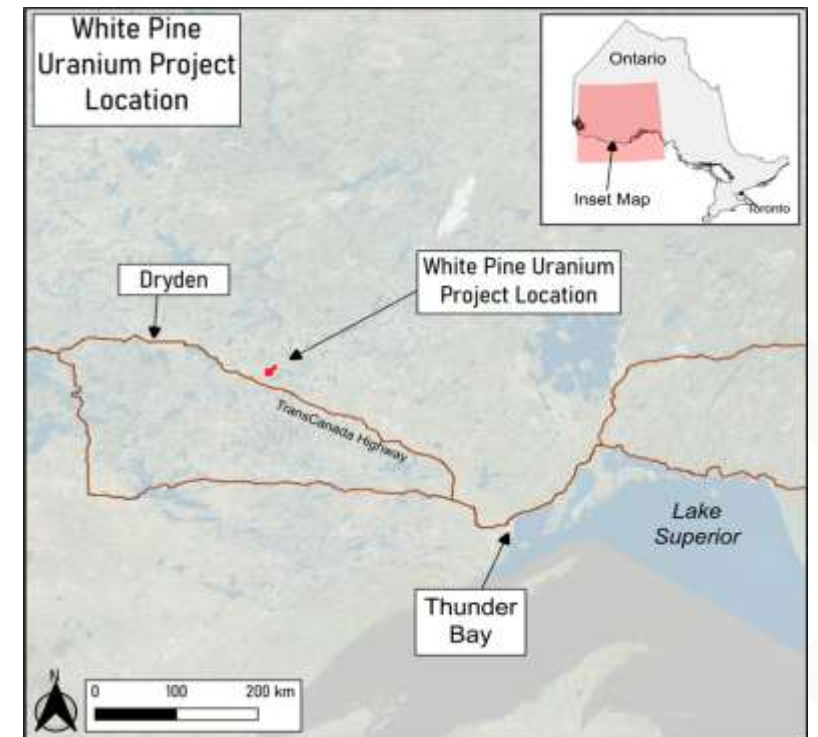 White Pine
Uranium Project
Location
Ontario
Inset Map
Toronto
Dryden
White Pine Uranium
Project Location
TransCanada Highway
Lake
Superior
Thunder
Bay
N
0 100 200 km